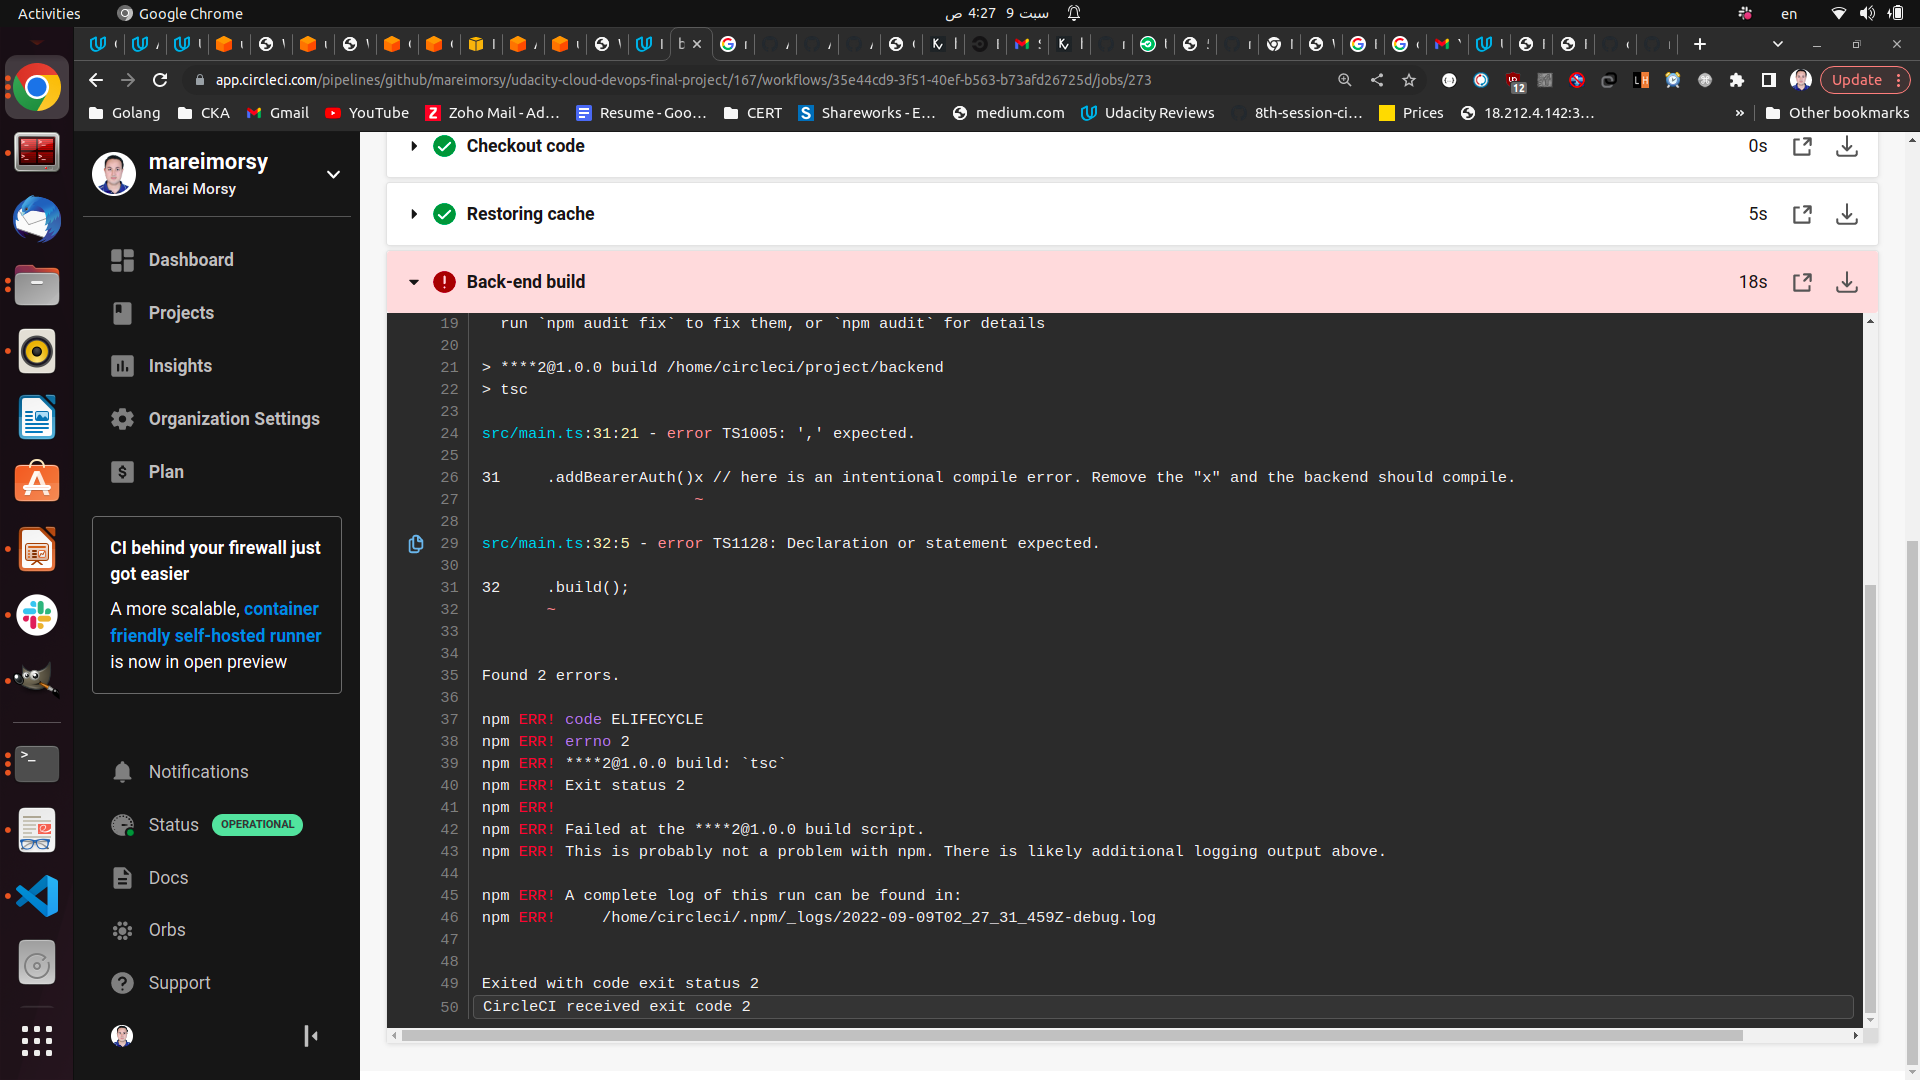 Activities
Google Chrome
سبت 9 4:27 ص
en
app.circleci.com/pipelines/github/mareimorsy/udacity-cloud-devops-final-project/167/workflows/35e44cd9-3f51-40ef-b563-b73afd26725d/jobs/273
12
Update
Golang
CKA
Gmail
YouTube
Zoho Mail - Ad...
Resume - Goo...
CERT
Shareworks - E...
medium.com
Udacity Reviews
8th-session-ci...
Prices
18.212.4.142:3...
»
Other bookmarks
mareimorsy
Marei Morsy
Dashboard
Projects
Insights
Organization Settings
Plan
CI behind your firewall just
got easier
A more scalable, container
friendly self-hosted runner
is now in open preview
Notifications
Status OPERATIONAL
Docs
Orbs
Support
Checkout code 0s
Restoring cache 5s
Back-end build 18s
19 run `npm audit fix` to fix them, or `npm audit` for details
20
21 > ****2@1.0.0 build /home/circleci/project/backend
22 > tsc
23
24 src/main.ts:31:21 - error TS1005: ',' expected.
25
26 31     .addBearerAuth()x // here is an intentional compile error. Remove the "x" and the backend should compile.
27 ~
28
29 src/main.ts:32:5 - error TS1128: Declaration or statement expected.
30
31 32     .build();
32 ~
33
34
35 Found 2 errors.
36
37 npm ERR! code ELIFECYCLE
38 npm ERR! errno 2
39 npm ERR! ****2@1.0.0 build: `tsc`
40 npm ERR! Exit status 2
41 npm ERR!
42 npm ERR! Failed at the ****2@1.0.0 build script.
43 npm ERR! This is probably not a problem with npm. There is likely additional logging output above.
44
45 npm ERR! A complete log of this run can be found in:
46 npm ERR!     /home/circleci/.npm/_logs/2022-09-09T02_27_31_459Z-debug.log
47
48
49 Exited with code exit status 2
50 CircleCI received exit code 2